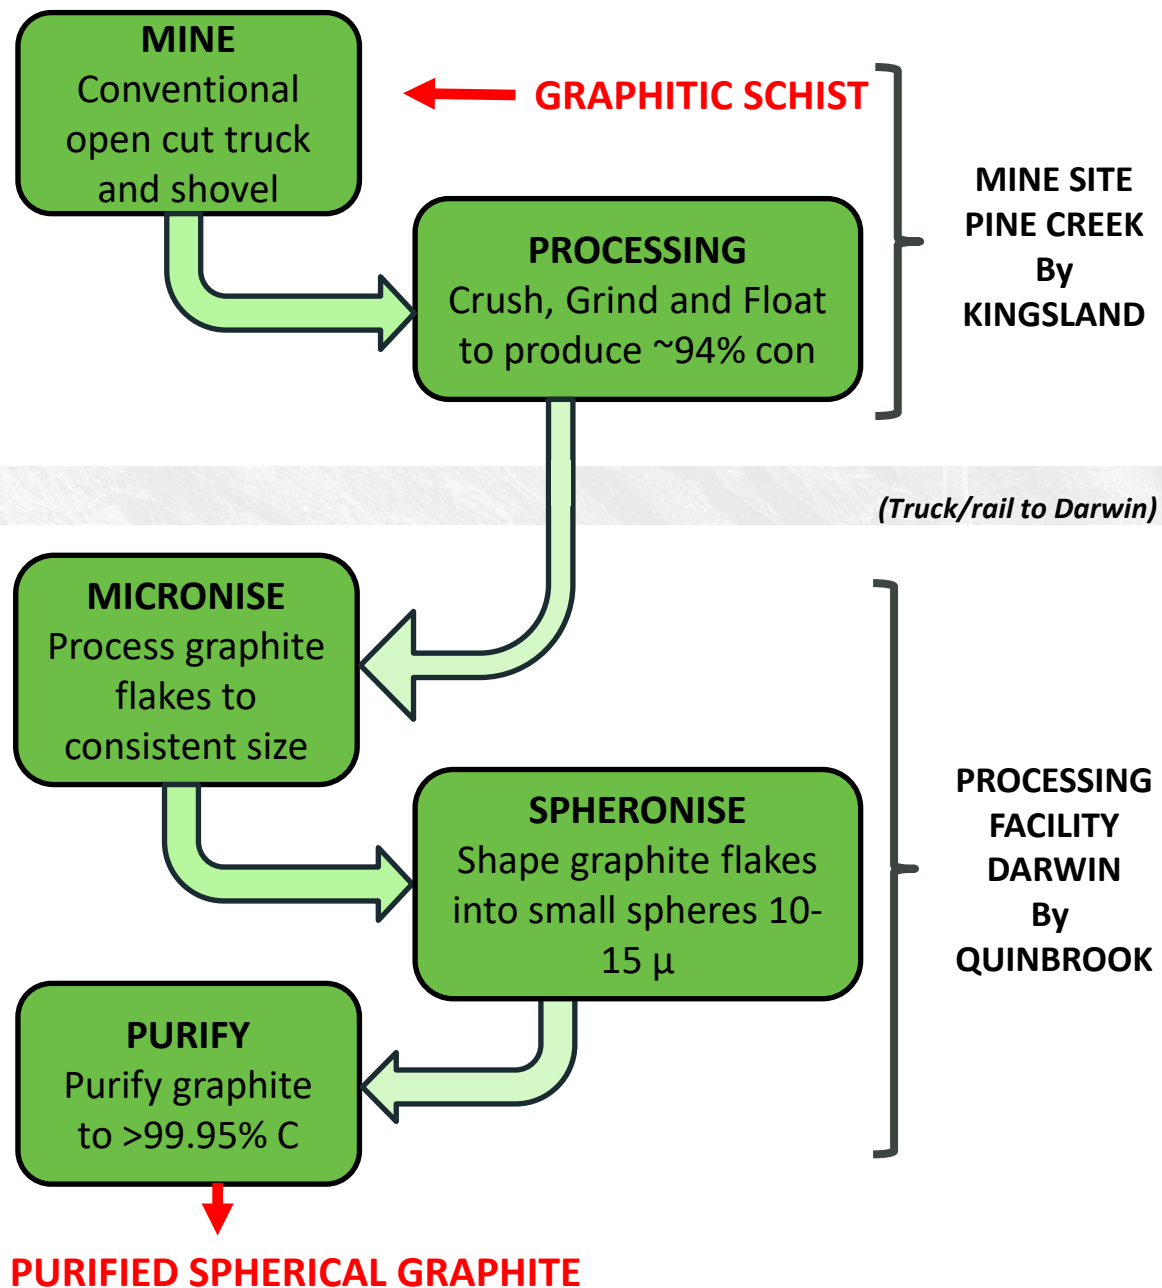 MINE
Conventional
open cut truck
and shovel
GRAPHITIC SCHIST
PROCESSING
Crush, Grind and Float
to produce ~94% con
MINE SITE
PINE CREEK
By
KINGSLAND
(Truck/rail to Darwin)
MICRONISE
Process graphite
flakes to
consistent size
SPHERONISE
Shape graphite flakes
into small spheres 10-
15 µ
PROCESSING
FACILITY
DARWIN
By
QUINBROOK
PURIFY
Purify graphite
to >99.95% C
PURIFIED SPHERICAL GRAPHITE